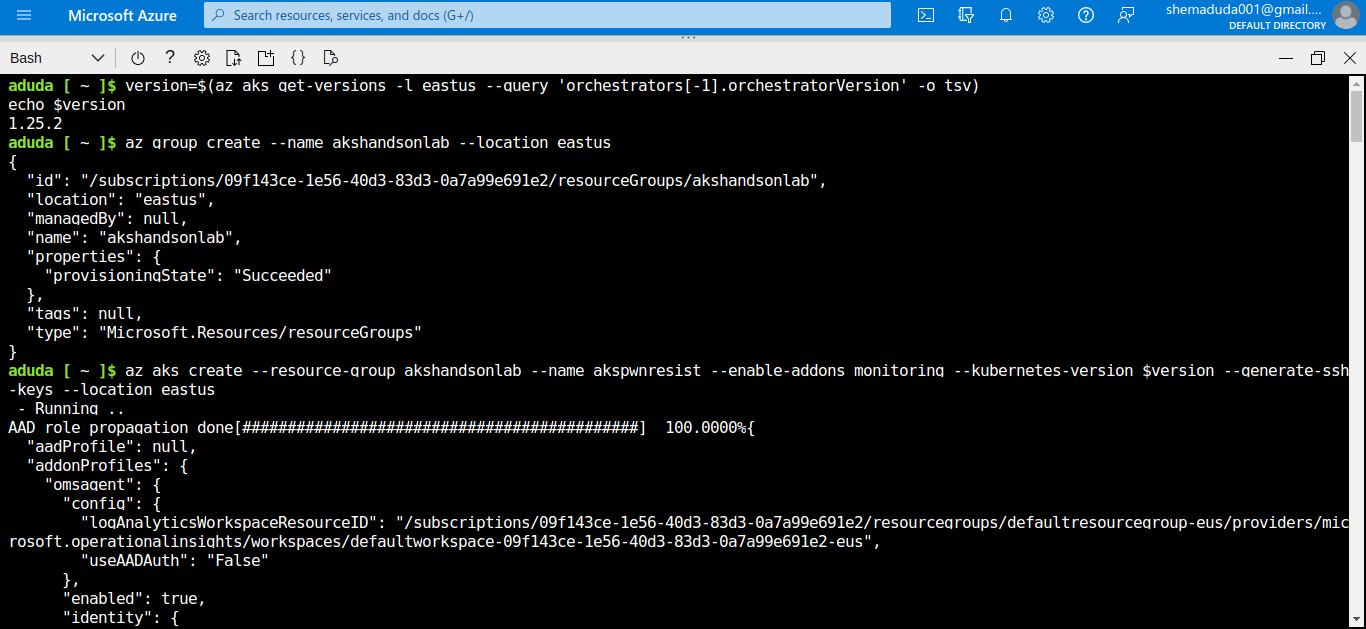 Microsoft Azure
Search resources, services, and docs (G+/)
shemaduda001@gmail....
DEFAULT DIRECTORY
Bash
aduda [ ~ ]$ version=$(az aks get-versions -l eastus --query 'orchestrators[-1].orchestratorVersion' -o tsv)
echo $version
1.25.2
aduda [ ~ ]$ az group create --name akshandsonlab --location eastus
{
  "id": "/subscriptions/09f143ce-1e56-40d3-83d3-0a7a99e691e2/resourceGroups/akshandsonlab",
  "location": "eastus",
  "managedBy": null,
  "name": "akshandsonlab",
  "properties": {
    "provisioningState": "Succeeded"
  },
  "tags": null,
  "type": "Microsoft.Resources/resourceGroups"
}
aduda [ ~ ]$ az aks create --resource-group akshandsonlab --name akspwnresist --enable-addons monitoring --kubernetes-version $version --generate-ssh
-keys --location eastus
 - Running ..
AAD role propagation done[############################################]  100.0000%{
  "aadProfile": null,
  "addonProfiles": {
    "omsagent": {
      "config": {
        "logAnalyticsWorkspaceResourceID": "/subscriptions/09f143ce-1e56-40d3-83d3-0a7a99e691e2/resourcegroups/defaultresourcegroup-eus/providers/mic
rosoft.operationalinsights/workspaces/defaultworkspace-09f143ce-1e56-40d3-83d3-0a7a99e691e2-eus",
        "useAADAuth": "False"
      },
      "enabled": true,
      "identity": {